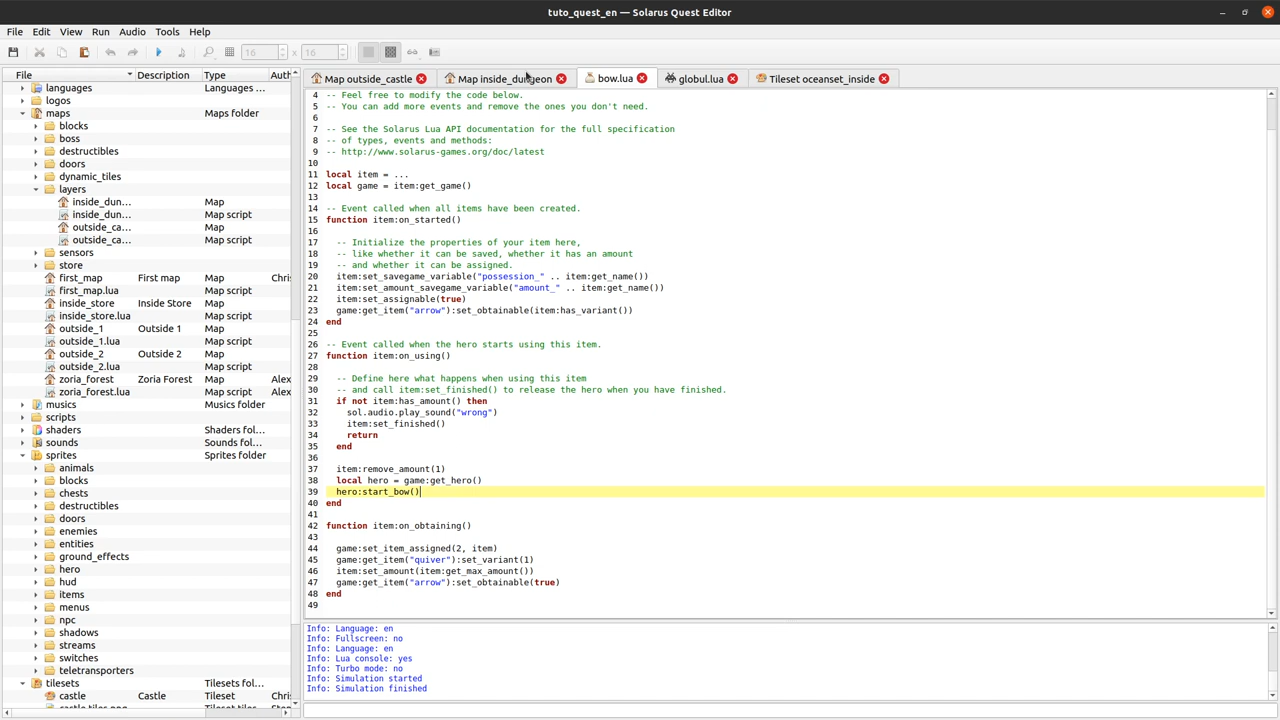 tuto_quest_en — Solarus Quest Editor
File Edit View Run Audio Tools Help
16 x 16
File Description Type Auth
Map outside_castle Map inside_dungeon bow.lua globul.lua Tileset oceanset_inside
languages Languages ...
logos
maps Maps folder
blocks
boss
destructibles
doors
dynamic_tiles
layers
inside_dun... Map
inside_dun... Map script
outside_ca... Map
outside_ca... Map script
sensors
store
first_map First map Map Chris
first_map.lua Map script
inside_store Inside Store Map
inside_store.lua Map script
outside_1 Outside 1 Map
outside_1.lua Map script
outside_2 Outside 2 Map
outside_2.lua Map script
zoria_forest Zoria Forest Map Alex
zoria_forest.lua Map script Alex
musics Musics folder
scripts
shaders Shaders fol...
sounds Sounds fol...
sprites Sprites folder
animals
blocks
chests
destructibles
doors
enemies
entities
ground_effects
hero
hud
items
menus
npc
shadows
streams
switches
teletransporters
tilesets Tilesets fol...
castle Castle Tileset Chris
4 -- Feel free to modify the code below.
5 -- You can add more events and remove the ones you don't need.
6
7 -- See the Solarus Lua API documentation for the full specification
8 -- of types, events and methods:
9 -- http://www.solarus-games.org/doc/latest
10
11 local item = ...
12 local game = item:get_game()
13
14 -- Event called when all items have been created.
15 function item:on_started()
16
17 -- Initialize the properties of your item here,
18 -- like whether it can be saved, whether it has an amount
19 -- and whether it can be assigned.
20 item:set_savegame_variable("possession_" .. item:get_name())
21 item:set_amount_savegame_variable("amount_" .. item:get_name())
22 item:set_assignable(true)
23 game:get_item("arrow"):set_obtainable(item:has_variant())
24 end
25
26 -- Event called when the hero starts using this item.
27 function item:on_using()
28
29 -- Define here what happens when using this item
30 -- and call item:set_finished() to release the hero when you have finished.
31 if not item:has_amount() then
32 sol.audio.play_sound("wrong")
33 item:set_finished()
34 return
35 end
36
37 item:remove_amount(1)
38 local hero = game:get_hero()
39 hero:start_bow()
40 end
41
42 function item:on_obtaining()
43
44 game:set_item_assigned(2, item)
45 game:get_item("quiver"):set_variant(1)
46 item:set_amount(item:get_max_amount())
47 game:get_item("arrow"):set_obtainable(true)
48 end
49
Info: Language: en
Info: Fullscreen: no
Info: Language: en
Info: Lua console: yes
Info: Turbo mode: no
Info: Simulation started
Info: Simulation finished